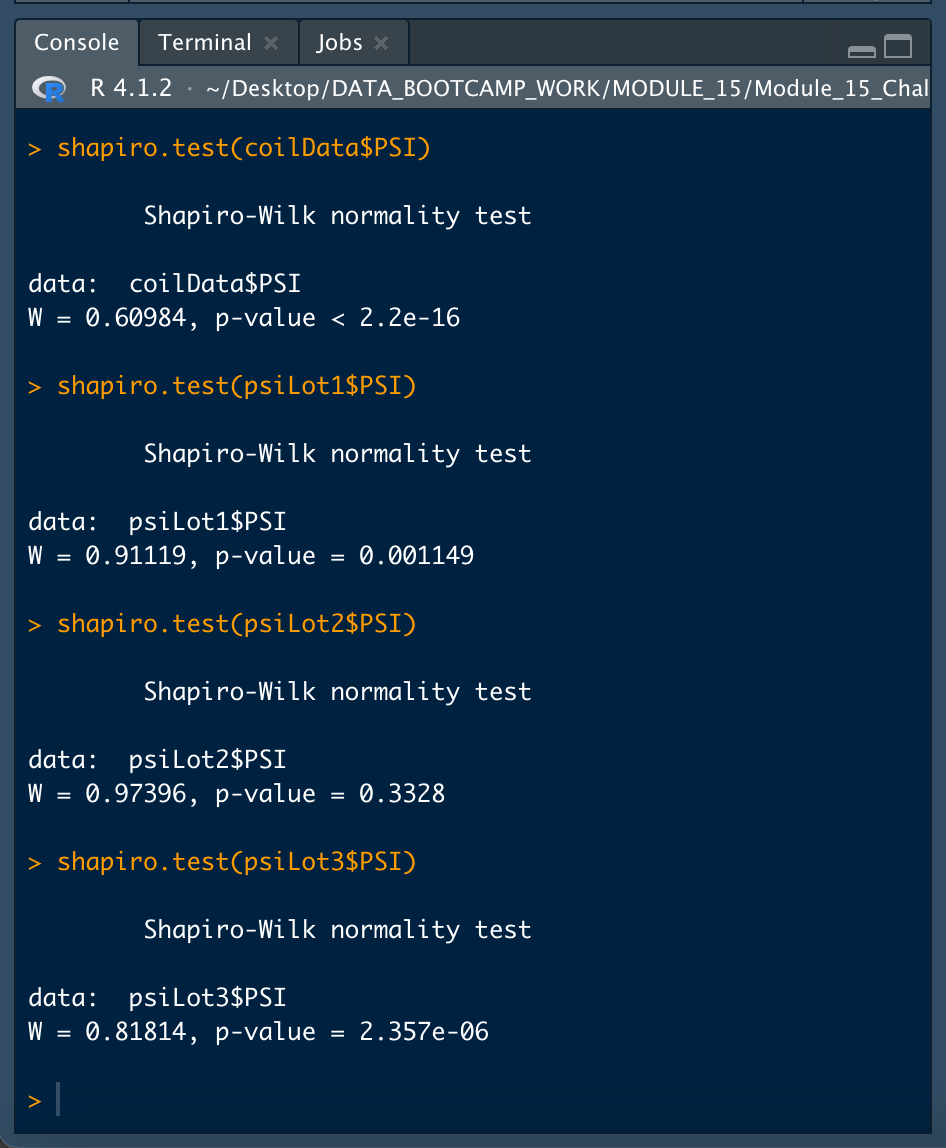 Console Terminal × Jobs ×
R R 4.1.2 · ~/Desktop/DATA_BOOTCAMP_WORK/MODULE_15/Module_15_Chal
> shapiro.test(coilData$PSI)
Shapiro-Wilk normality test
data: coilData$PSI
W = 0.60984, p-value < 2.2e-16
> shapiro.test(psiLot1$PSI)
Shapiro-Wilk normality test
data: psiLot1$PSI
W = 0.91119, p-value = 0.001149
> shapiro.test(psiLot2$PSI)
Shapiro-Wilk normality test
data: psiLot2$PSI
W = 0.97396, p-value = 0.3328
> shapiro.test(psiLot3$PSI)
Shapiro-Wilk normality test
data: psiLot3$PSI
W = 0.81814, p-value = 2.357e-06
>